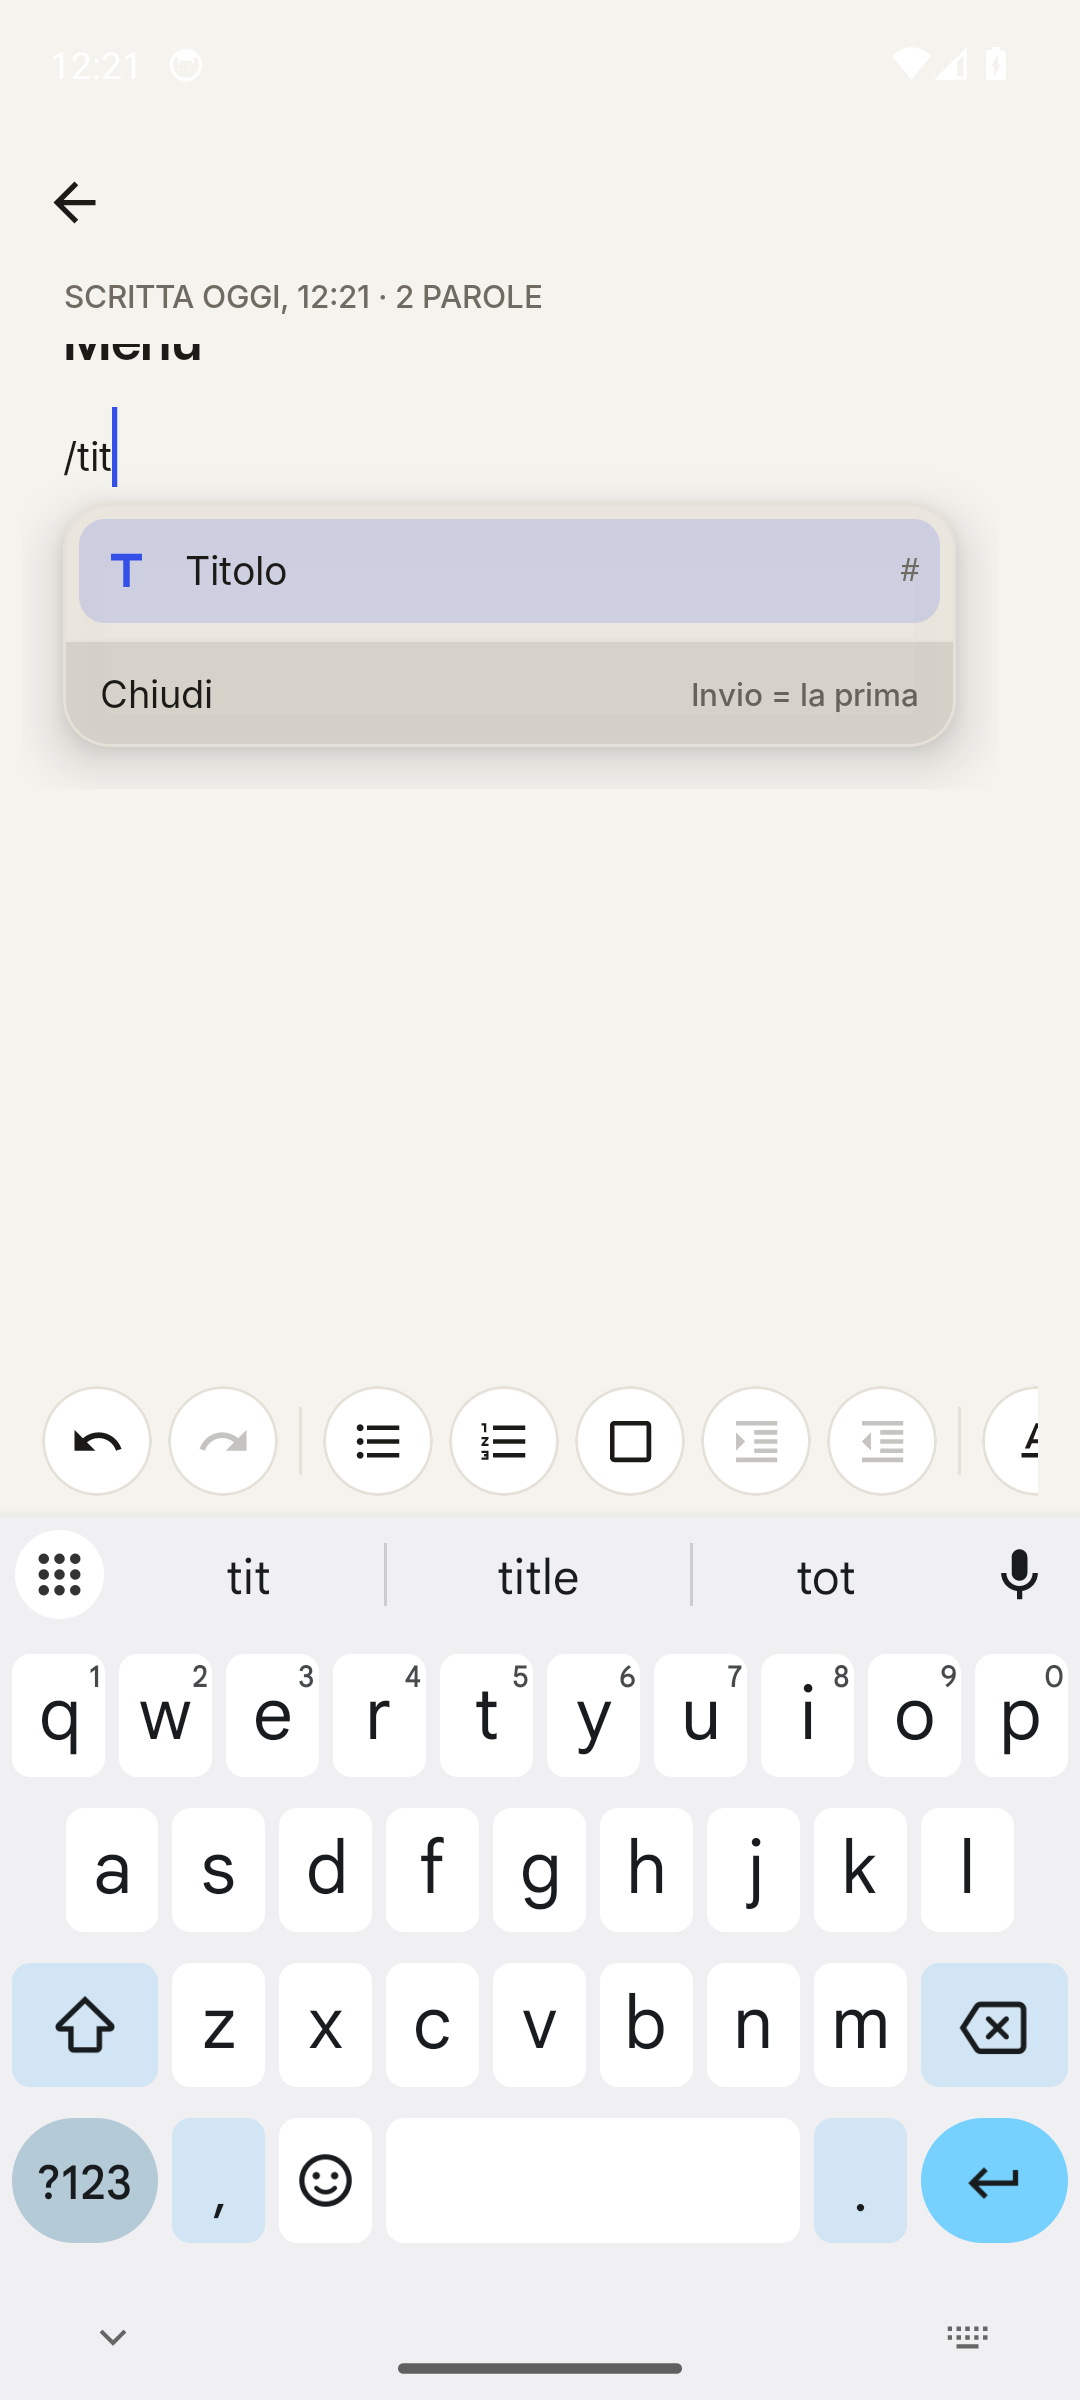 12:21
SCRITTA OGGI, 12:21 · 2 PAROLE
Menu
/tit
Titolo #
Chiudi Invio = la prima
tit title tot
q 1 w 2 e 3 r 4 t 5 y 6 u 7 i 8 o 9 p 0
a s d f g h j k l
z x c v b n m
?123 , .